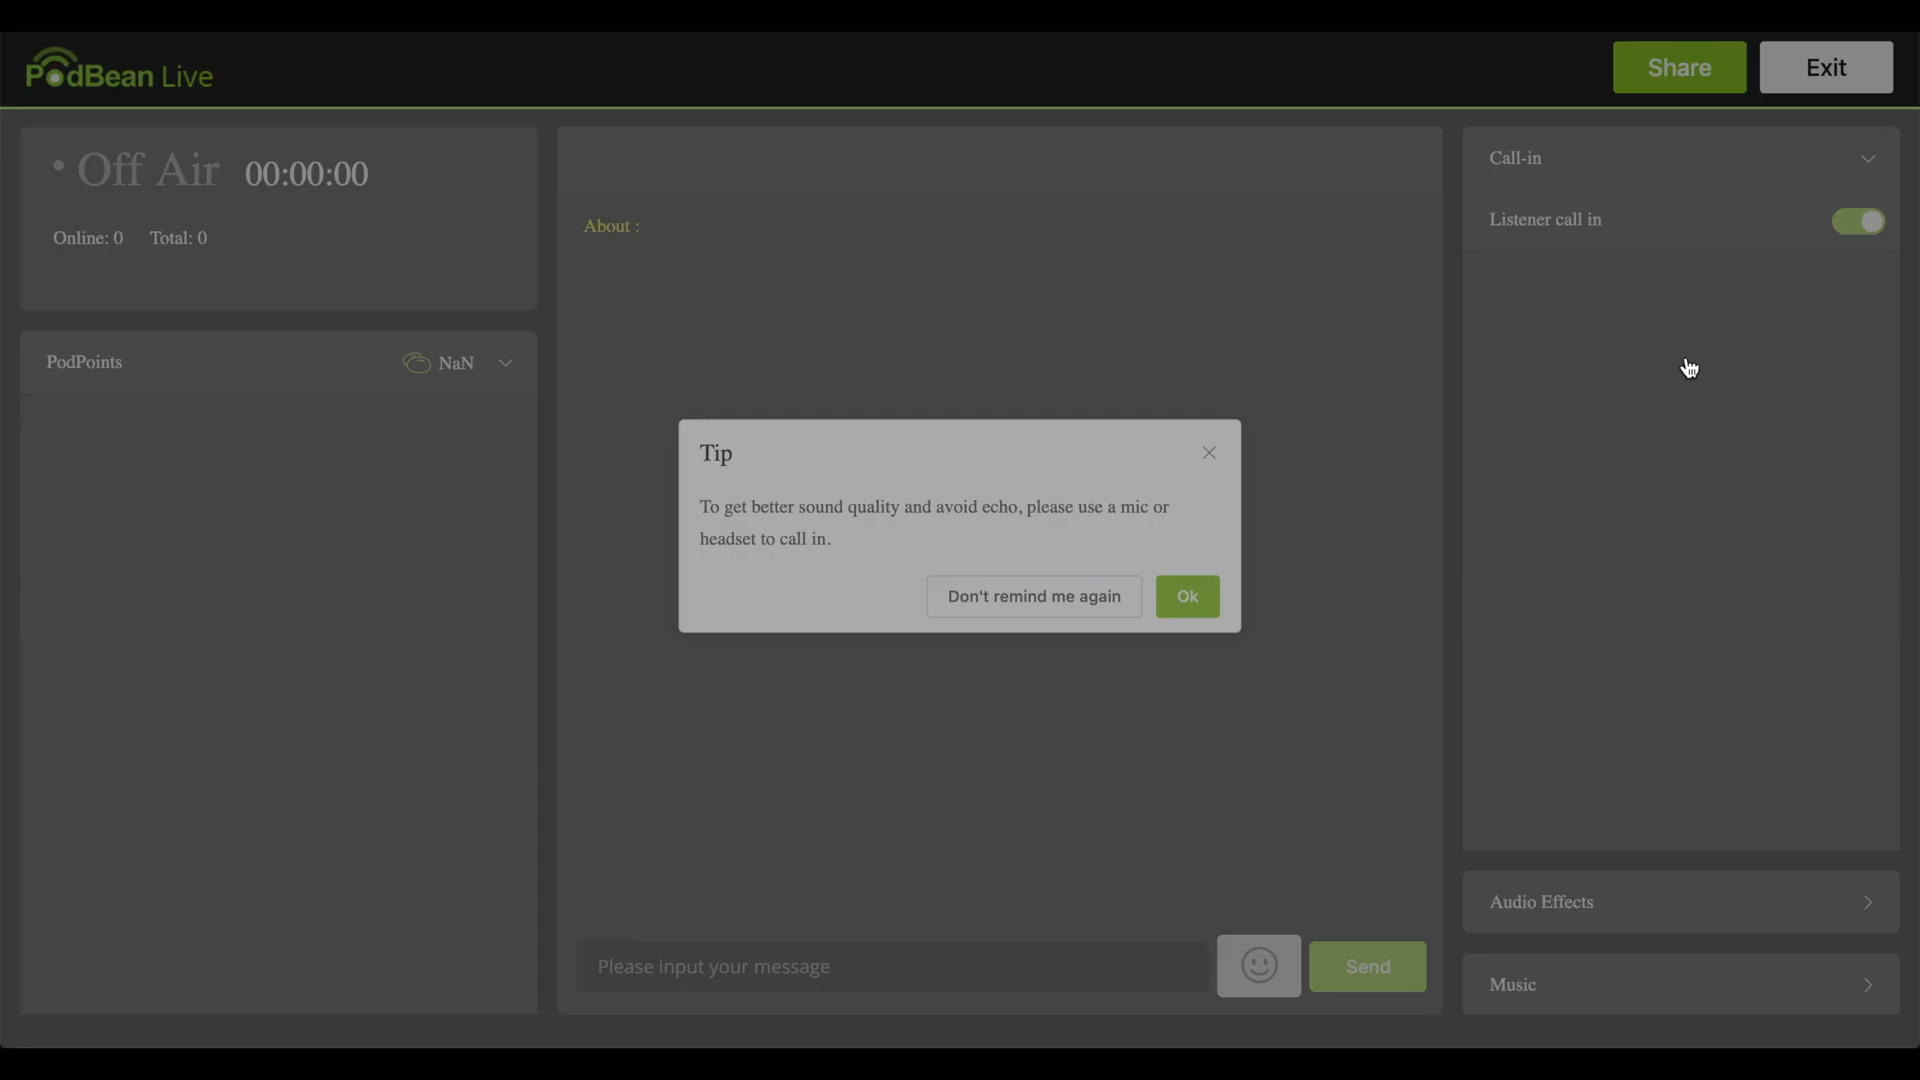 PodBean Live
Share
Exit
Off Air 00:00:00
Online: 0 Total: 0
PodPoints
NaN
About :
Call-in
Listener call in
Tip
To get better sound quality and avoid echo, please use a mic or
headset to call in.
Don't remind me again
Ok
Please input your message
Send
Audio Effects
Music